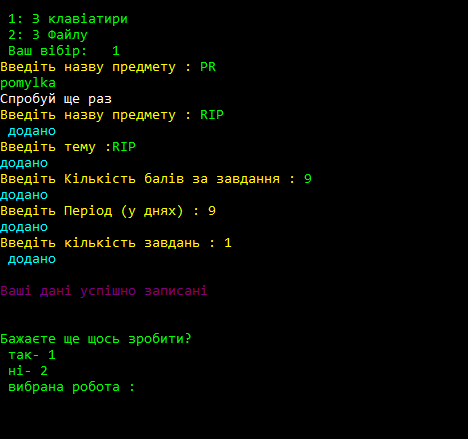 1: З клавіатири
2: З Файлу
Ваш вібір: 1
Введіть назву предмету : PR
pomylka
Спробуй ще раз
Введіть назву предмету : RIP
додано
Введіть тему :RIP
додано
Введіть Кількість балів за завдання : 9
додано
Введіть Період (у днях) : 9
додано
Введіть кількість завдань : 1
додано
Ваші дані успішно записані
Бажаєте ще щось зробити?
так- 1
ні- 2
вибрана робота :